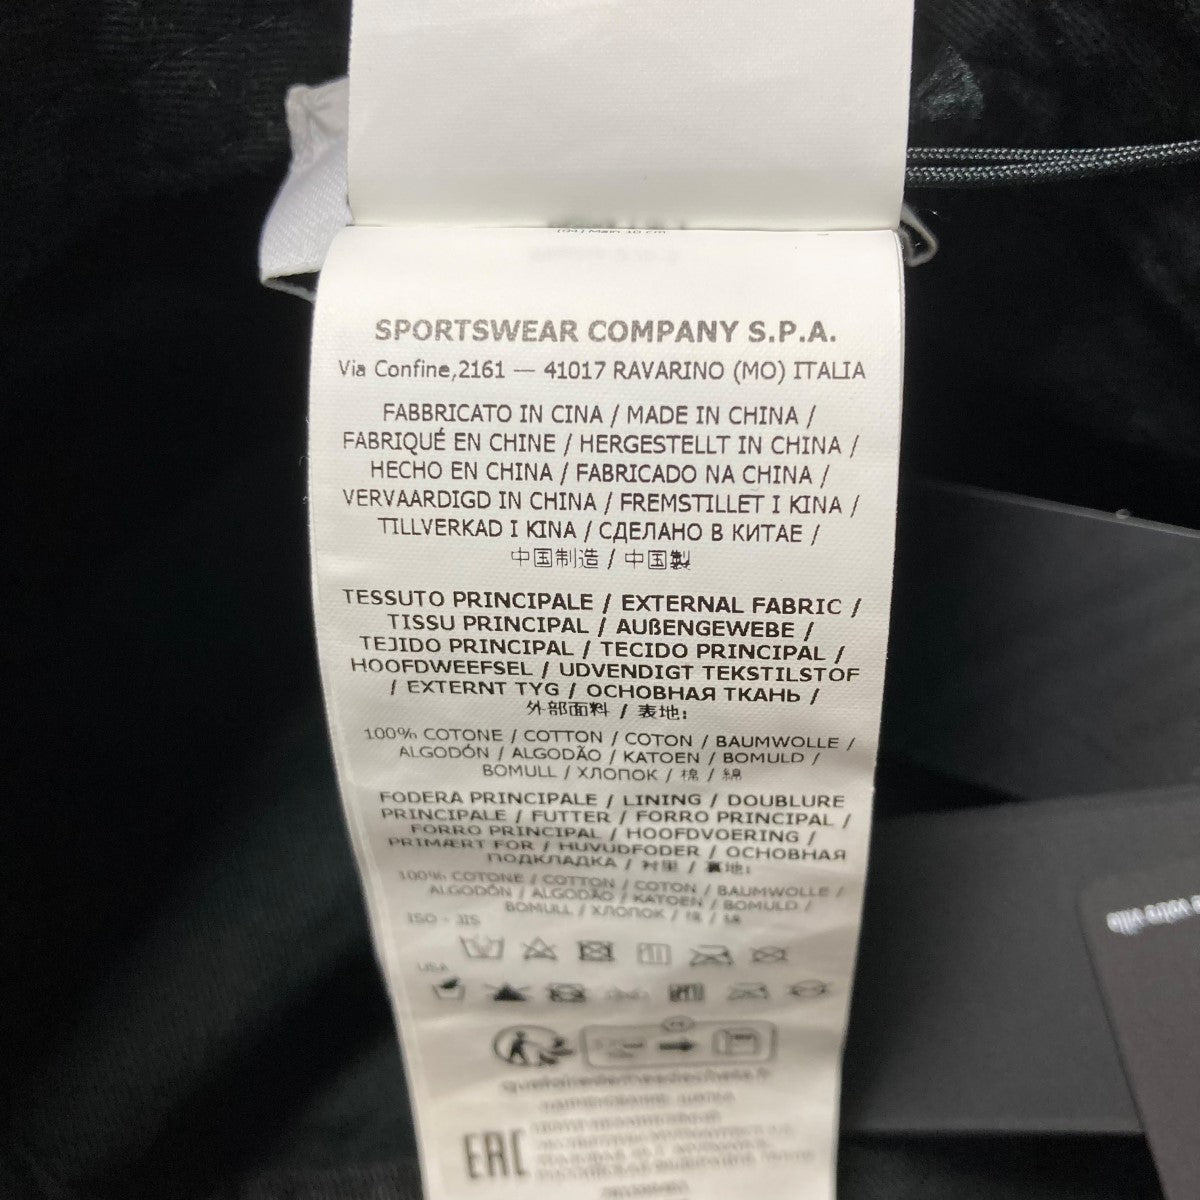 SPORTSWEAR COMPANY S.P.A.
Via Confine,2161 — 41017 RAVARINO (MO) ITALIA
FABBRICATO IN CINA / MADE IN CHINA /
FABRIQUÉ EN CHINE / HERGESTELLT IN CHINA /
HECHO EN CHINA / FABRICADO NA CHINA /
VERVAARDIGD IN CHINA / FREMSTILLET I KINA /
TILLVERKAD I KINA / СДЕЛАНО В КИТАЕ /
中国制造 / 中国製
TESSUTO PRINCIPALE / EXTERNAL FABRIC /
TISSU PRINCIPAL / AUßENGEWEBE /
TEJIDO PRINCIPAL / TECIDO PRINCIPAL /
HOOFDWEEFSEL / UDVENDIGT TEKSTILSTOF
/ EXTERNT TYG / ОСНОВНАЯ ТКАНЬ /
外部面料 / 表地:
100% COTONE / COTTON / COTON / BAUMWOLLE /
ALGODÓN / ALGODÃO / KATOEN / BOMULD /
BOMULL / ХЛОПОК / 棉 / 綿
FODERA PRINCIPALE / LINING / DOUBLURE
PRINCIPALE / FUTTER / FORRO PRINCIPAL /
FORRO PRINCIPAL / HOOFDVOERING /
PRIMÆRT FOR / HUVUDFODER / ОСНОВНАЯ
ПОДКЛАДКА / 衬里 / 裏地:
100% COTONE / COTTON / COTON / BAUMWOLLE /
ALGODÓN / ALGODÃO / KATOEN / BOMULD /
BOMULL / ХЛОПОК / 棉 / 綿
ISO - JIS
USA
quefairedemesdechets.fr
EAC
votre ville